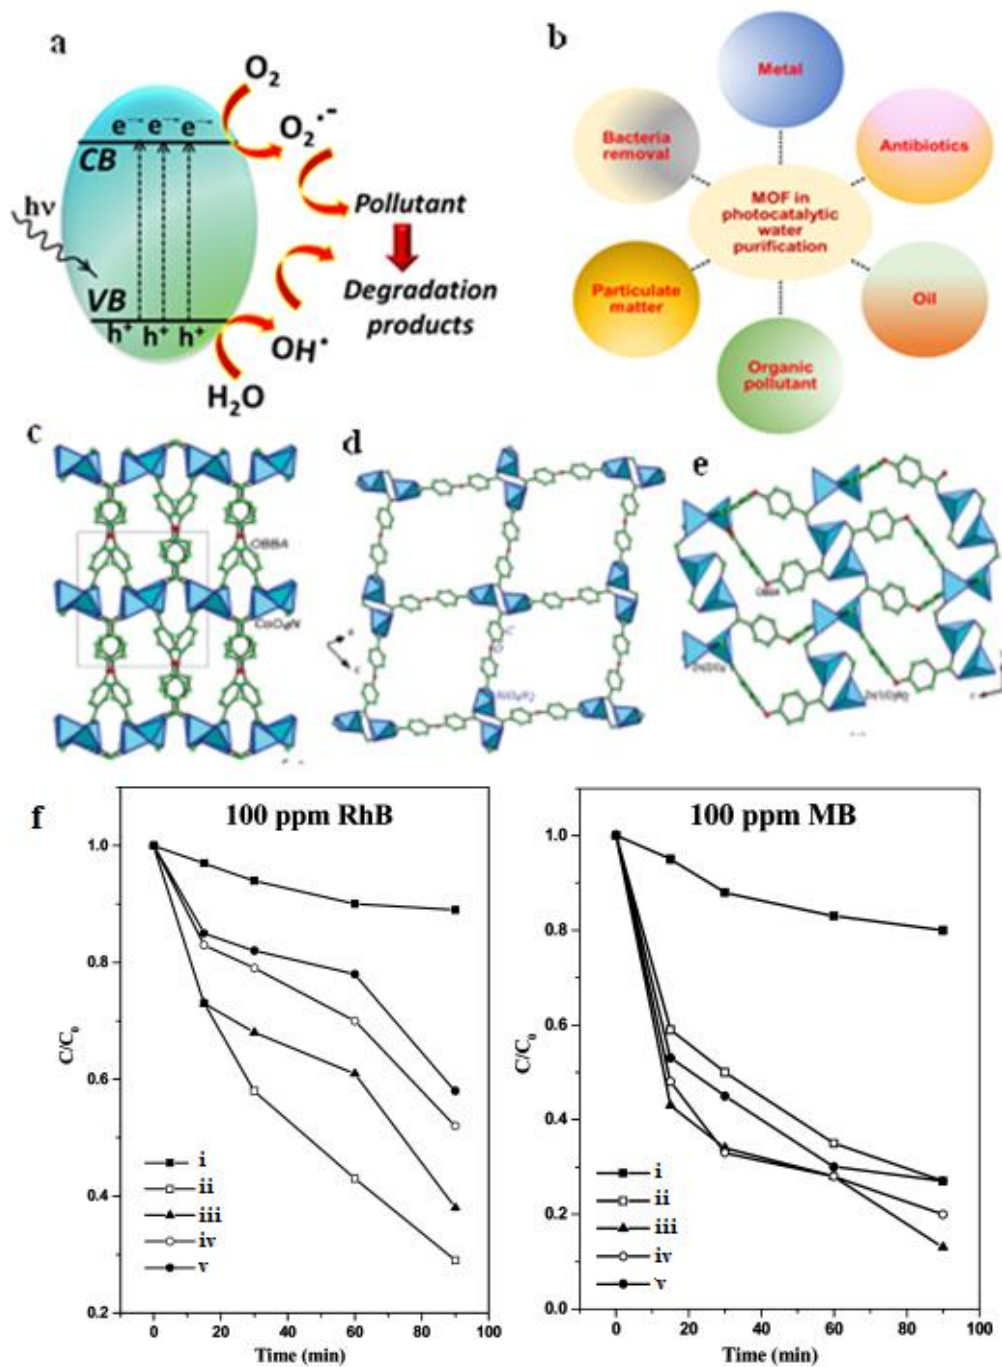 a
O₂
e⁻ e⁻ e⁻
O₂•⁻
CB
hν
Pollutant
VB
Degradation
products
h⁺ h⁺ h⁺
OH•
H₂O
b
Metal
Bacteria
removal
Antibiotics
MOF in
photocatalytic
water
purification
Particulate
matter
Oil
Organic
pollutant
c
OBBA
CoO₄N
d
c
e
OBBA
f
100 ppm RhB
1.0
0.8
0.6
0.4
0.2
C/C₀
i
ii
iii
iv
v
0 20 40 60 80 100
Time (min)
100 ppm MB
1.0
0.8
0.6
0.4
0.2
0.0
C/C₀
i
ii
iii
iv
v
0 20 40 60 80 100
Time (min)